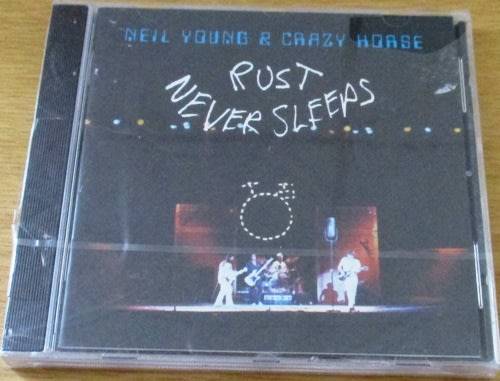 NEIL YOUNG & CRAZY HORSE
RUST
NEVER SLEEPS